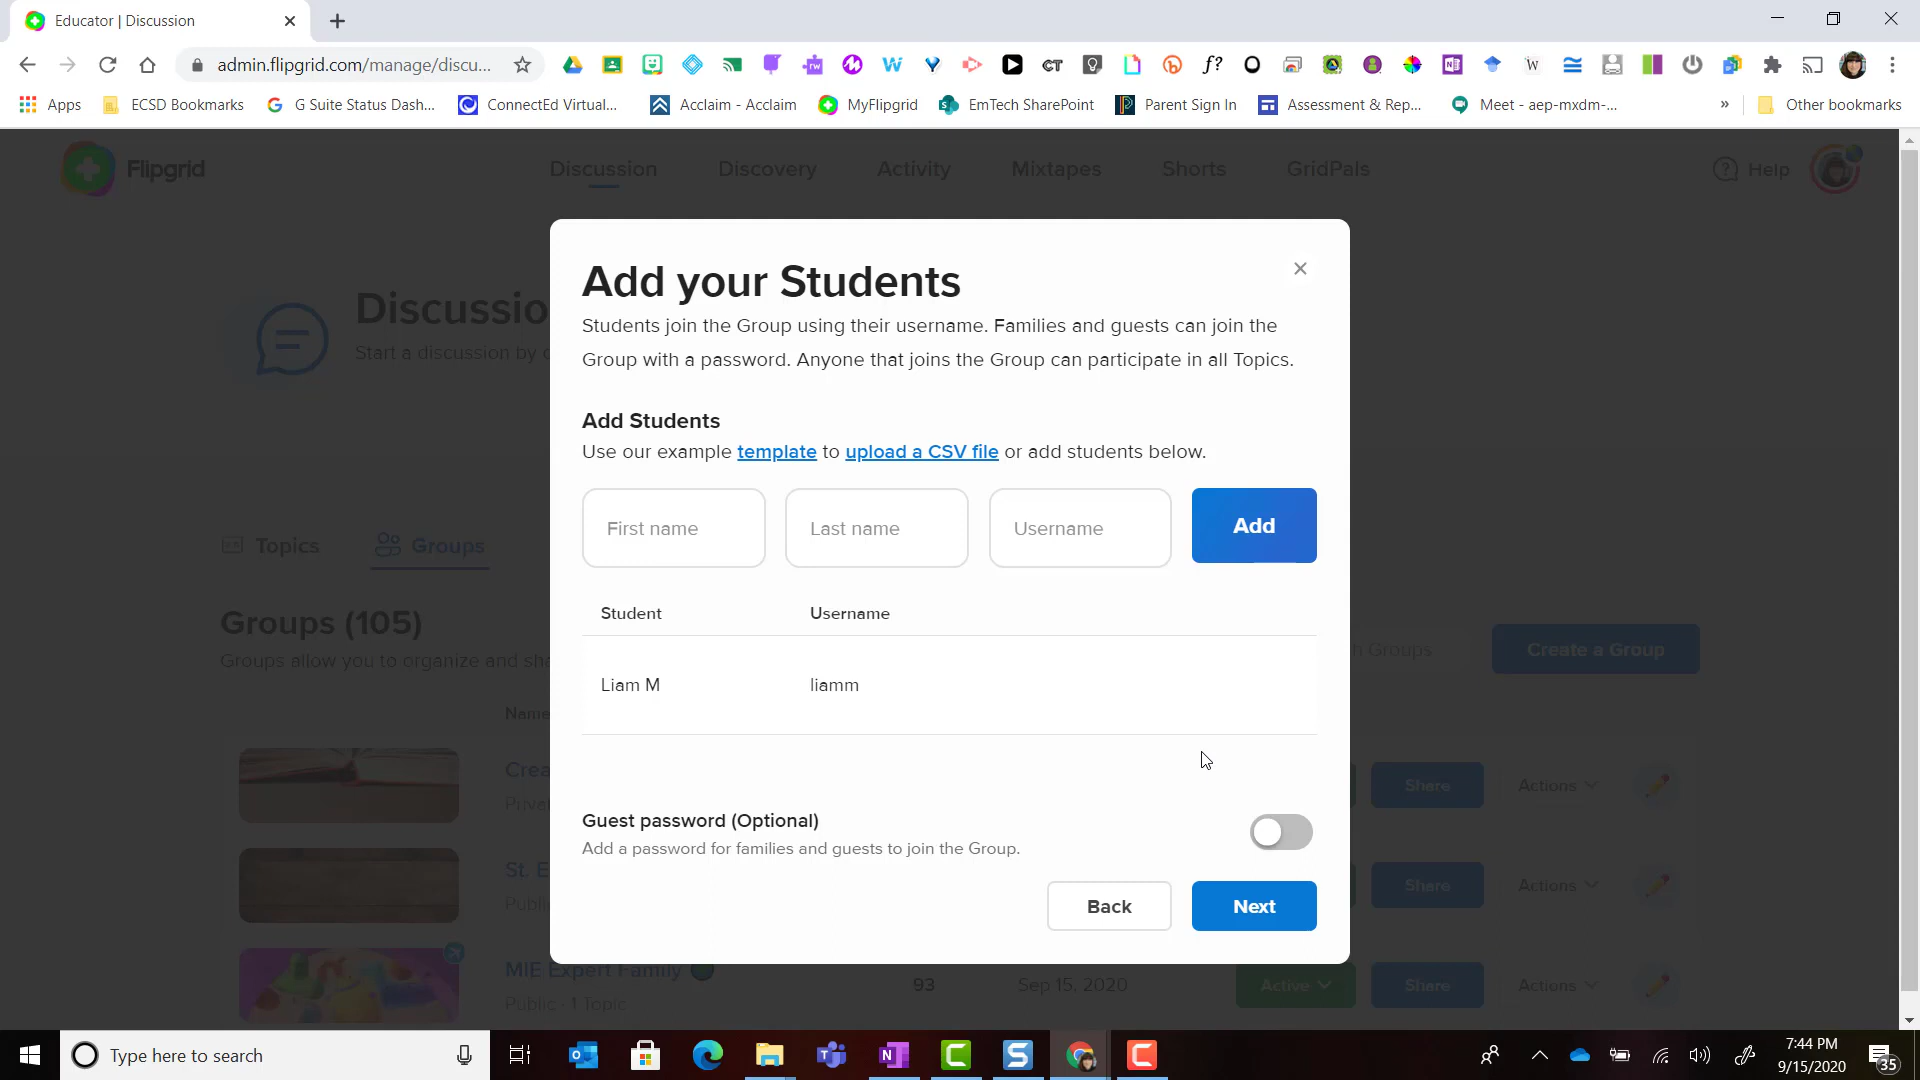 Educator | Discussion
admin.flipgrid.com/manage/discu...
Apps ECSD Bookmarks G Suite Status Dash... ConnectEd Virtual... Acclaim - Acclaim MyFlipgrid EmTech SharePoint Parent Sign In Assessment & Rep... Meet - aep-mxdm-... » Other bookmarks
Flipgrid Discussion Discovery Activity Mixtapes Shorts GridPals Help
Discussio
Start a discussion by
Add your Students
Students join the Group using their username. Families and guests can join the
Group with a password. Anyone that joins the Group can participate in all Topics.
Add Students
Use our example template to upload a CSV file or add students below.
First name Last name Username Add
Topics Groups
Student Username
Groups (105)
Groups allow you to organize and sh
h Groups Create a Group
Liam M liamm
Name
Crea
Private
Share Actions
Guest password (Optional)
Add a password for families and guests to join the Group.
St. E
Publi
Share Actions
Back Next
MIE Expert Family
Public · 1 Topic
93 Sep 15, 2020 Active Share Actions
Type here to search
7:44 PM
9/15/2020
35